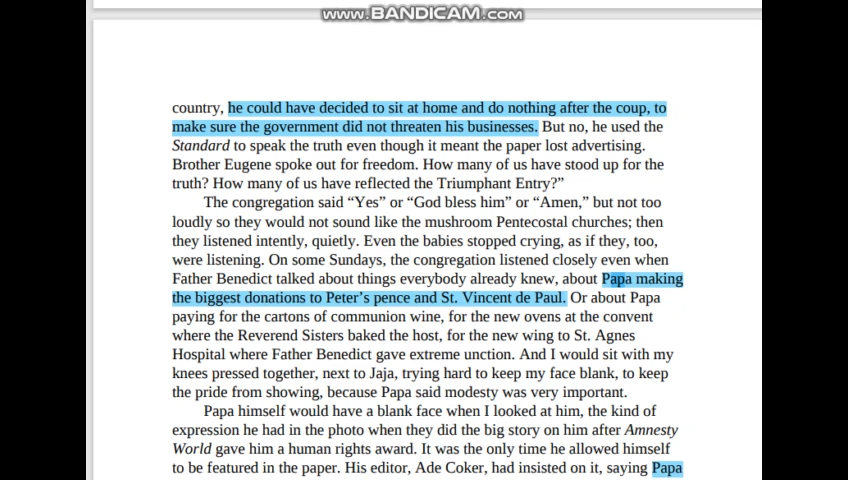 www.BANDICAM.com
country, he could have decided to sit at home and do nothing after the coup, to
make sure the government did not threaten his businesses. But no, he used the
Standard to speak the truth even though it meant the paper lost advertising.
Brother Eugene spoke out for freedom. How many of us have stood up for the
truth? How many of us have reflected the Triumphant Entry?”
The congregation said “Yes” or “God bless him” or “Amen,” but not too
loudly so they would not sound like the mushroom Pentecostal churches; then
they listened intently, quietly. Even the babies stopped crying, as if they, too,
were listening. On some Sundays, the congregation listened closely even when
Father Benedict talked about things everybody already knew, about Papa making
the biggest donations to Peter’s pence and St. Vincent de Paul. Or about Papa
paying for the cartons of communion wine, for the new ovens at the convent
where the Reverend Sisters baked the host, for the new wing to St. Agnes
Hospital where Father Benedict gave extreme unction. And I would sit with my
knees pressed together, next to Jaja, trying hard to keep my face blank, to keep
the pride from showing, because Papa said modesty was very important.
Papa himself would have a blank face when I looked at him, the kind of
expression he had in the photo when they did the big story on him after Amnesty
World gave him a human rights award. It was the only time he allowed himself
to be featured in the paper. His editor, Ade Coker, had insisted on it, saying Papa